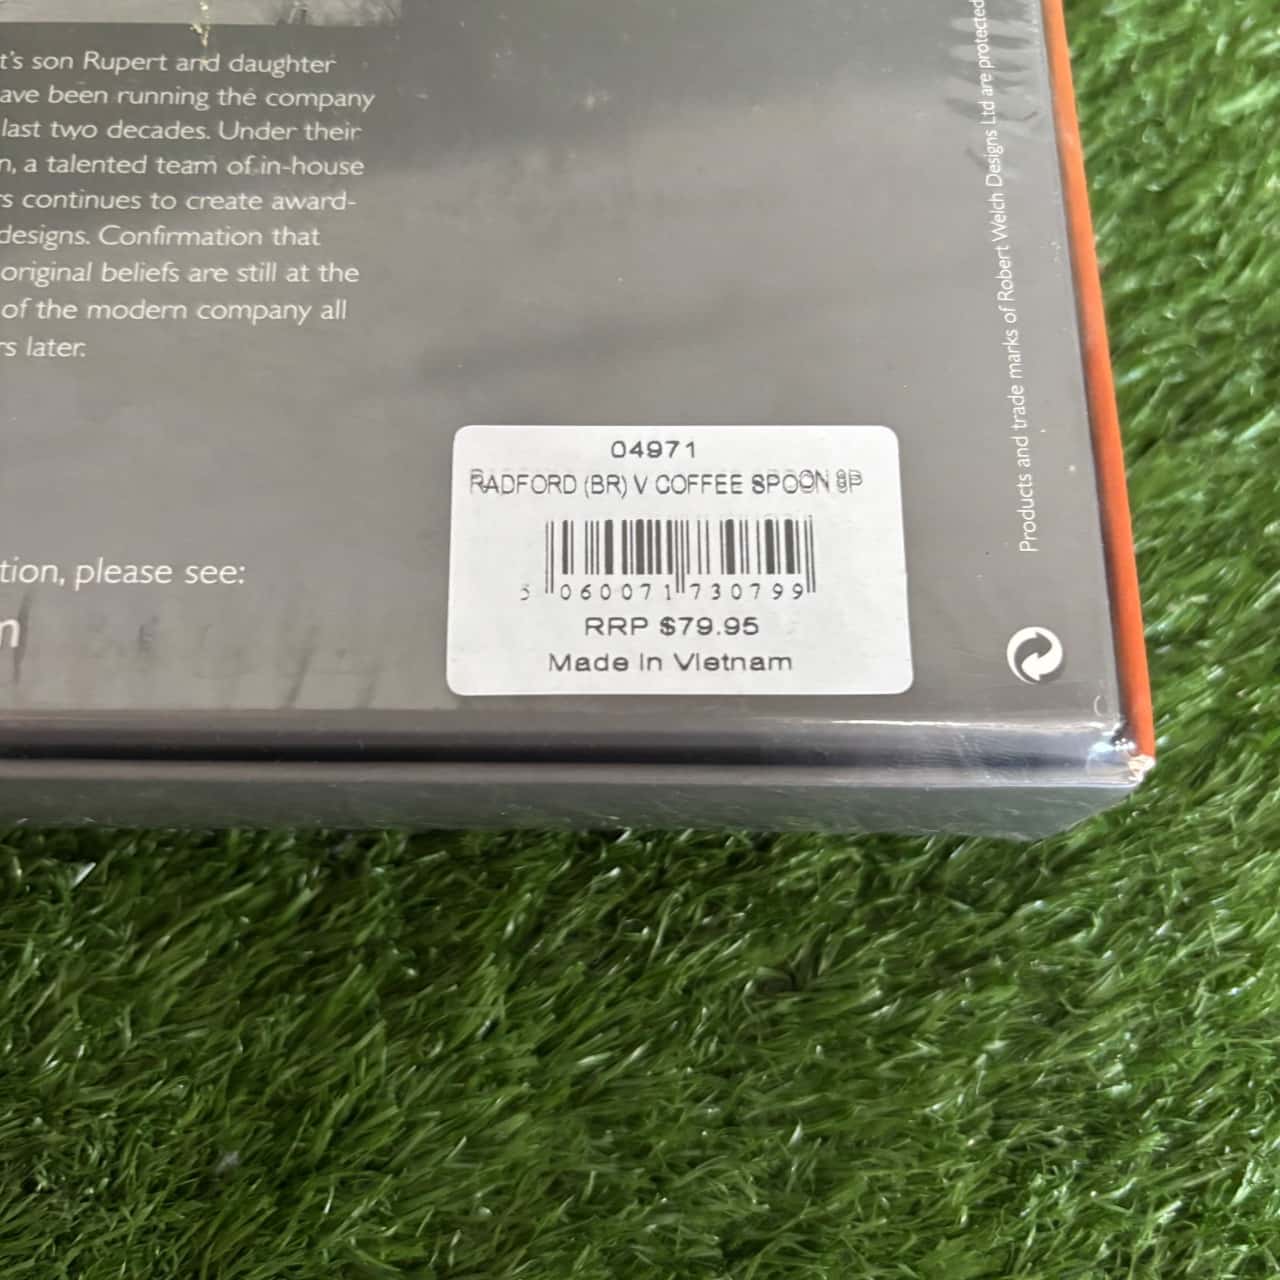 t's son Rupert and daughter
ave been running the company
last two decades. Under their
n, a talented team of in-house
rs continues to create award-
designs. Confirmation that
original beliefs are still at the
of the modern company all
rs later.
tion, please see:
m
04971
RADFORD (BR) V COFFEE SPOON 8P
5 060071 730799
RRP $79.95
Made in Vietnam
Products and trade marks of Robert Welch Designs Ltd are protected